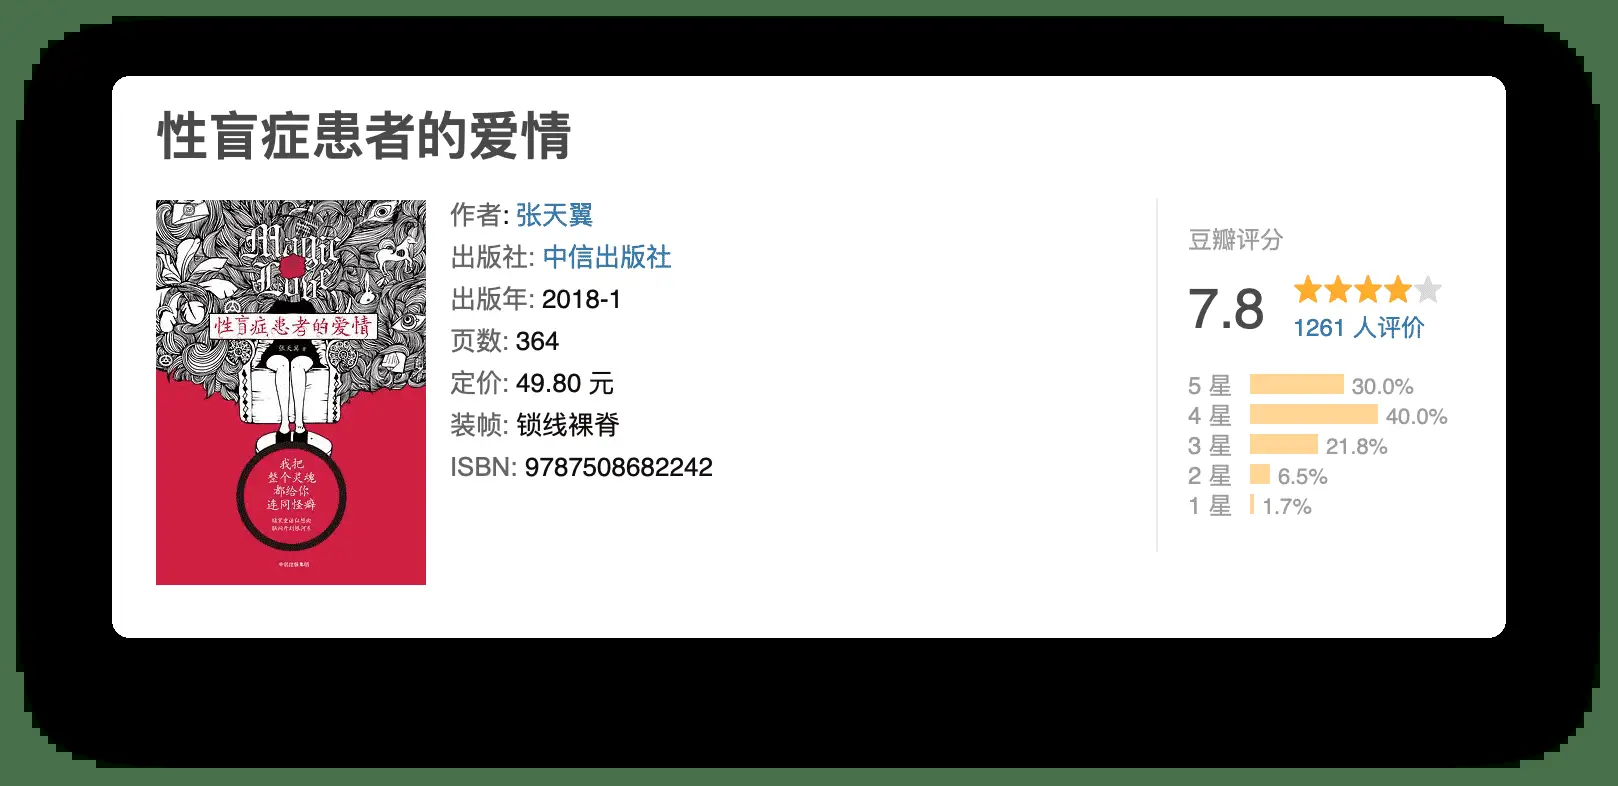 性盲症患者的爱情
Magic
Love
性盲症患者的爱情
张天翼 著
我把
整个灵魂
都给你
连同怪癖
中信出版集团
作者: 张天翼
出版社: 中信出版社
出版年: 2018-1
页数: 364
定价: 49.80 元
装帧: 锁线裸脊
ISBN: 9787508682242
豆瓣评分
7.8
1261 人评价
5 星 30.0%
4 星 40.0%
3 星 21.8%
2 星 6.5%
1 星 1.7%